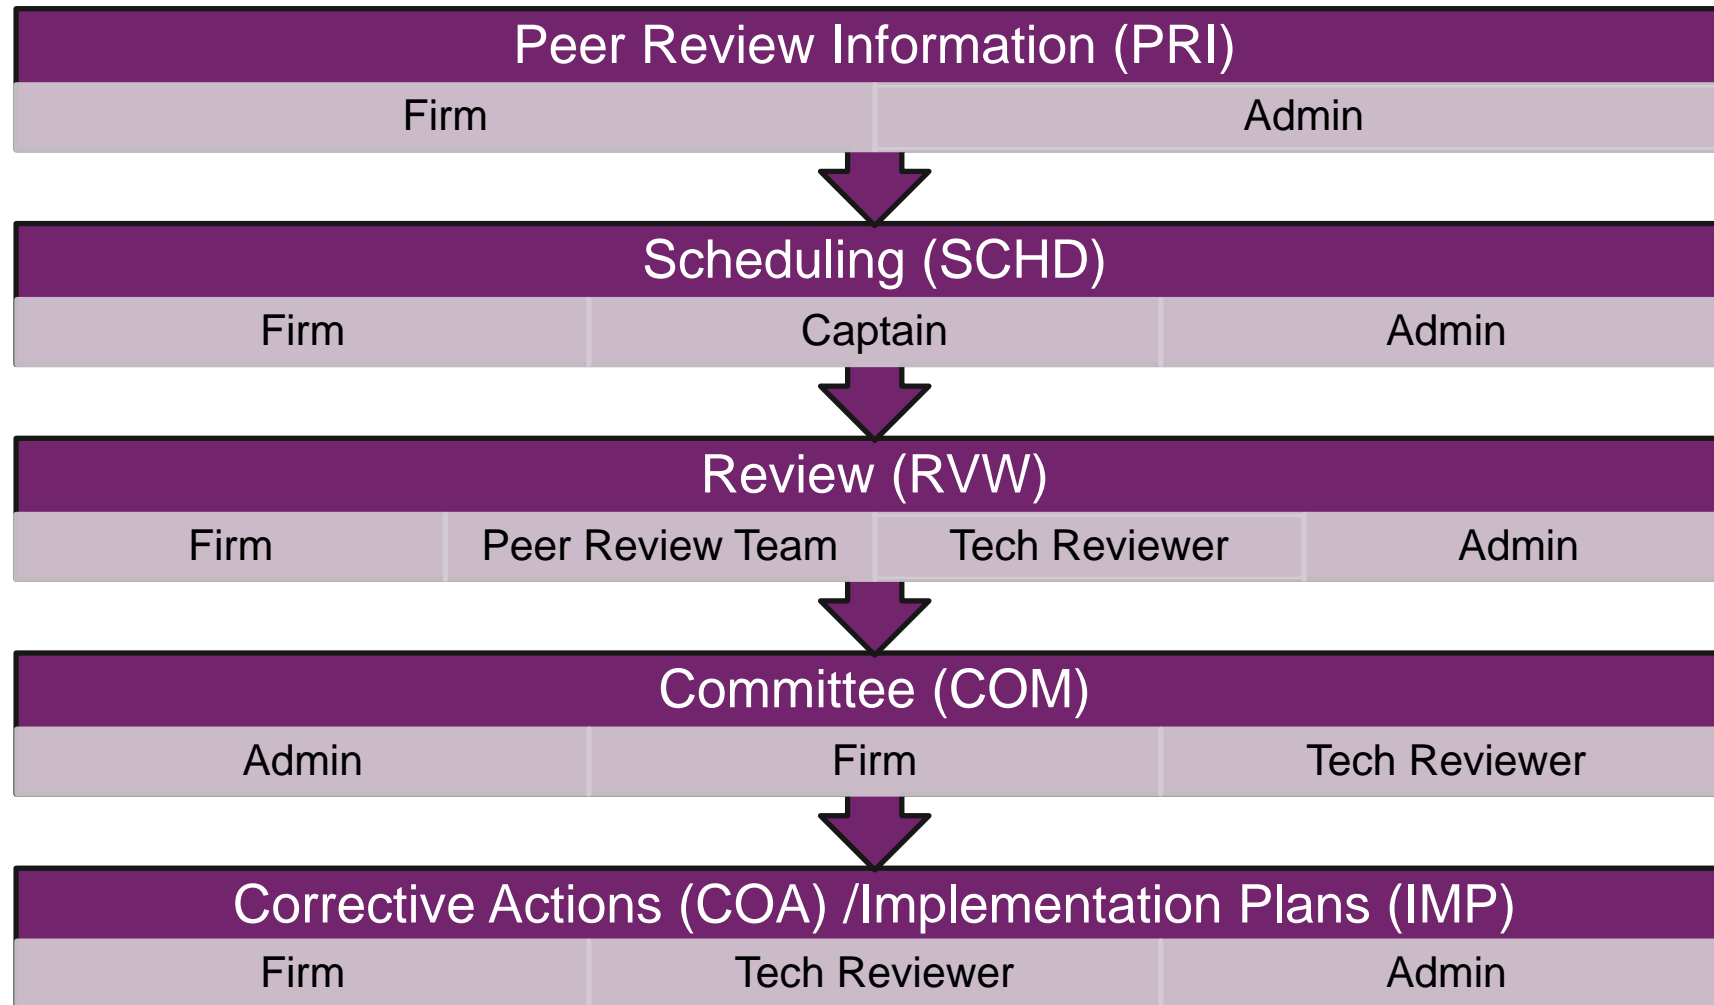 Peer Review Information (PRI)
Firm Admin
Scheduling (SCHD)
Firm Captain Admin
Review (RVW)
Firm Peer Review Team Tech Reviewer Admin
Committee (COM)
Admin Firm Tech Reviewer
Corrective Actions (COA) /Implementation Plans (IMP)
Firm Tech Reviewer Admin